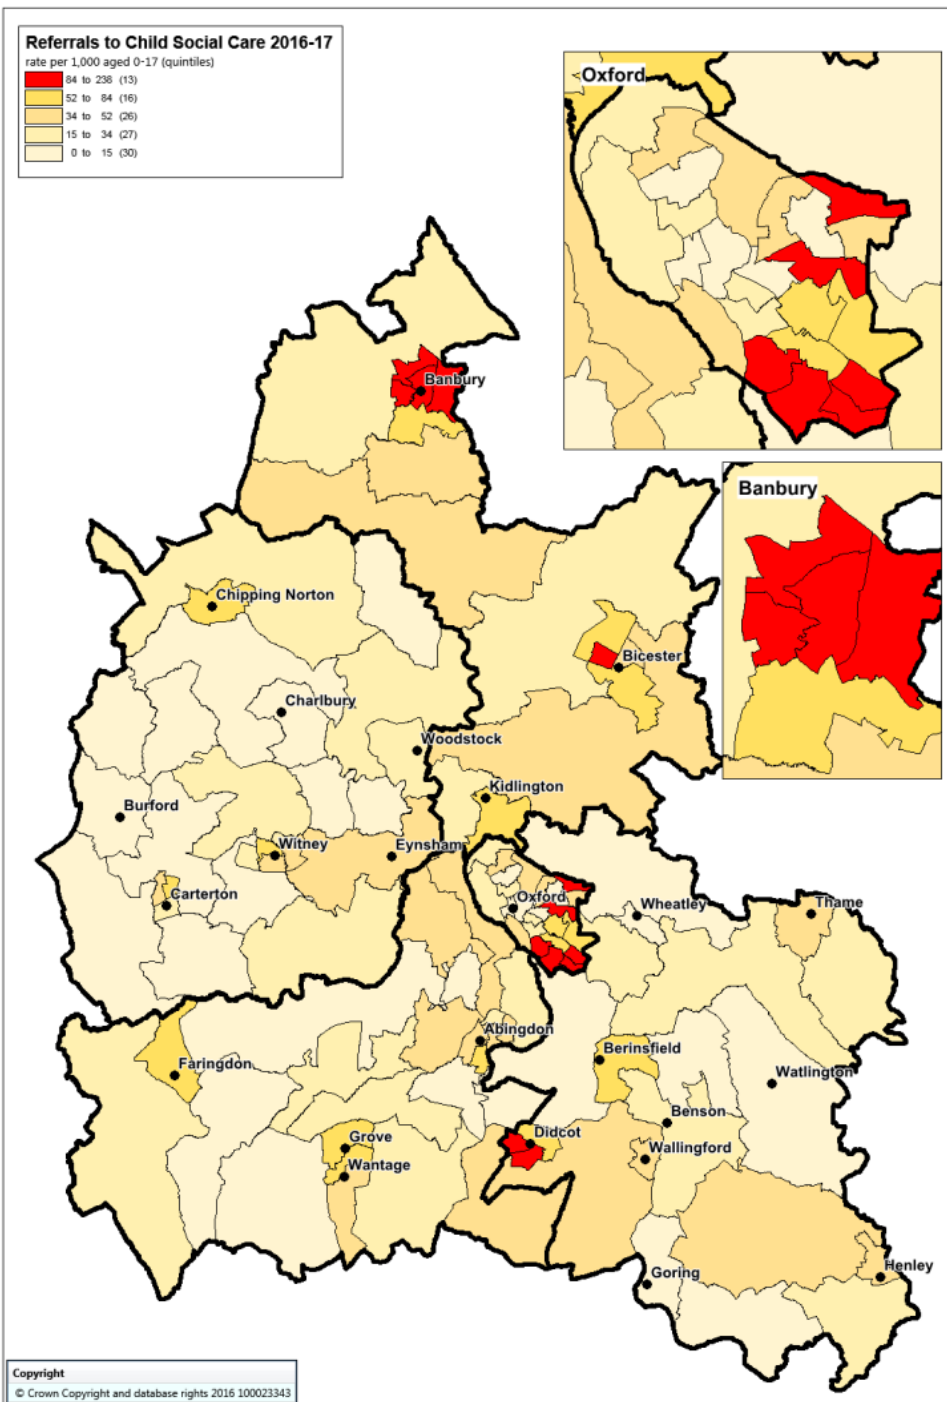 Referrals to Child Social Care 2016-17
rate per 1,000 aged 0-17 (quintiles)
84 to 238 (13)
52 to 84 (16)
34 to 52 (26)
15 to 34 (27)
0 to 15 (30)
Oxford
Banbury
Banbury
Chipping Norton
Bicester
Charlbury
Woodstock
Kidlington
Burford
Witney
Eynsham
Carterton
Oxford
Wheatley
Thame
Abingdon
Berinsfield
Faringdon
Watlington
Benson
Didcot
Grove
Wallingford
Wantage
Henley
Goring
Copyright
© Crown Copyright and database rights 2016 100023343